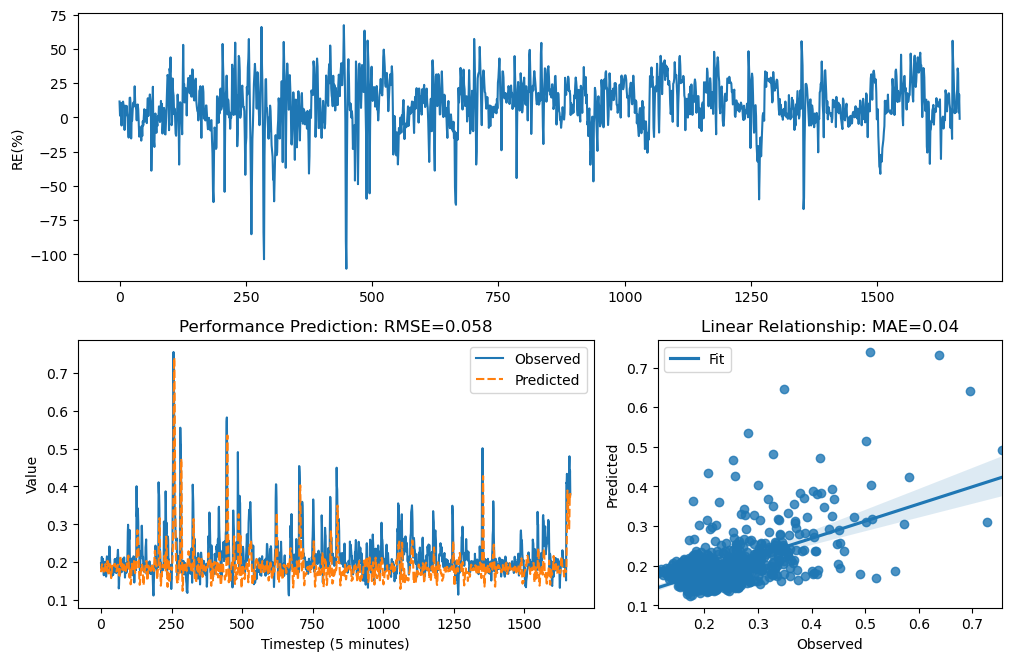 75
50
25
0
−25
−50
−75
−100
RE(%)
0 250 500 750 1000 1250 1500
Performance Prediction: RMSE=0.058
Observed
Predicted
0.7
0.6
0.5
0.4
0.3
0.2
0.1
Value
0 250 500 750 1000 1250 1500
Timestep (5 minutes)
Linear Relationship: MAE=0.04
Fit
0.7
0.6
0.5
0.4
0.3
0.2
0.1
Predicted
0.2 0.3 0.4 0.5 0.6 0.7
Observed